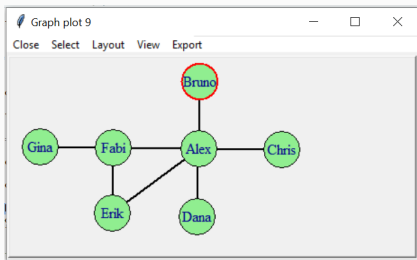 Graph plot 9
Close Select Layout View Export
Bruno
Gina Fabi Alex Chris
Erik Dana